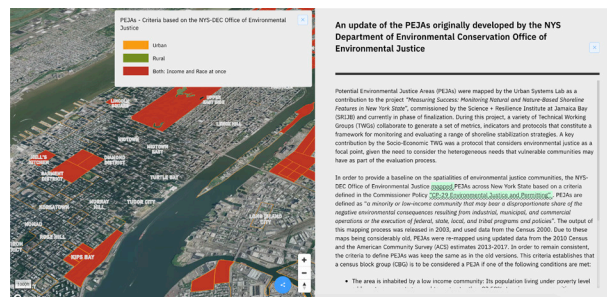 PEJAs - Criteria based on the NYS-DEC Office of Environmental
Justice
Urban
Rural
Both: Income and Race at once
LINCOLN
SQUARE
UPPER
EAST SIDE
LENOX HILL
MIDTOWN
MIDTOWN
EAST
HELL'S
KITCHEN
DIAMOND
DISTRICT
GARMENT
DISTRICT
MIDTOWN
MURRAY
HILL
TUDOR CITY
KOREATOWN
NOMAD
ROSE HILL
KIPS BAY
An update of the PEJAs originally developed by the NYS
Department of Environmental Conservation Office of
Environmental Justice
Potential Environmental Justice Areas (PEJAs) were mapped by the Urban Systems Lab as a
contribution to the project "Measuring Success: Monitoring Natural and Nature-Based Shoreline
Features in New York State", commissioned by the Science + Resilience Institute at Jamaica Bay
(SRIJB) and currently in phase of finalization. During this project, a variety of Technical Working
Groups (TWGs) collaborate to generate a set of metrics, indicators and protocols that constitute a
framework for monitoring and evaluating a range of shoreline stabilization strategies. A key
contribution by the Socio-Economic TWG was a protocol that considers environmental justice as a
focal point, given the need to consider the heterogeneous needs that vulnerable communities may
have as part of the evaluation process.
In order to provide a baseline on the spatialities of environmental justice communities, the NYS-
DEC Office of Environmental Justice mapped PEJAs across New York State based on a criteria
defined in the Commissioner Policy "CP-29 Environmental Justice and Permitting". PEJAs are
defined as "a minority or low-income community that may bear a disproportionate share of the
negative environmental consequences resulting from industrial, municipal, and commercial
operations or the execution of federal, state, local, and tribal programs and policies". The output of
this mapping process was released in 2003, and used data from the Census 2000. Due to these
maps being considerably old, PEJAs were re-mapped using updated data from the 2010 Census
and the American Community Survey (ACS) estimates 2013-2017. In order to remain consistent,
the criteria to define PEJAs was kept the same as in the old versions. This criteria establishes that
a census block group (CBG) is to be considered a PEJA if one of the following conditions are met:
• The area is inhabited by a low income community: Its population living under poverty level